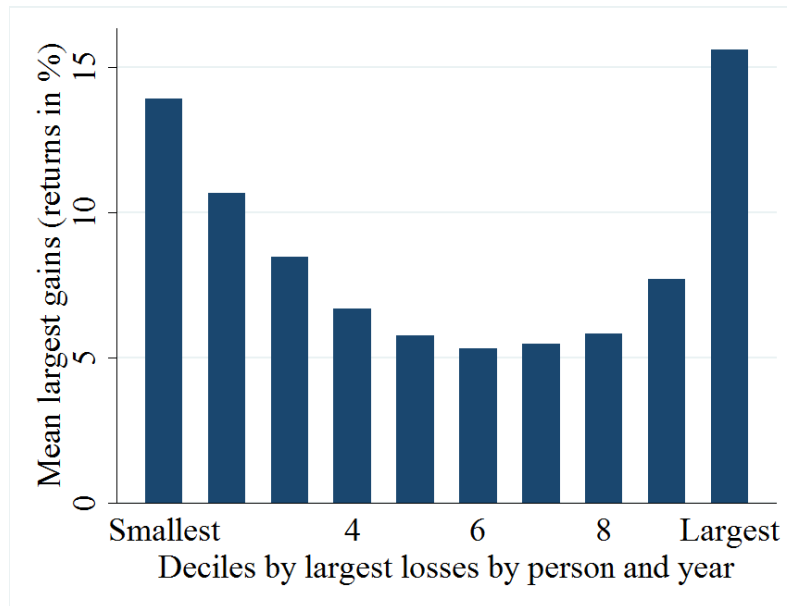 Mean largest gains (returns in %)
15
10
5
0
Smallest 4 6 8 Largest
Deciles by largest losses by person and year